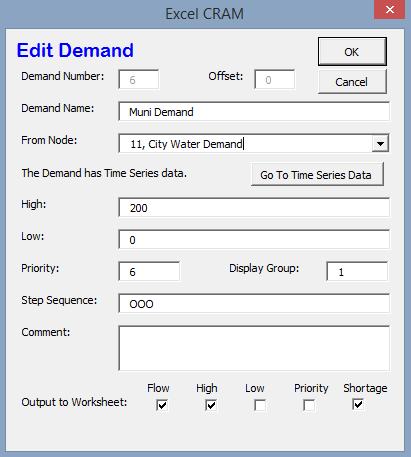 Excel CRAM
Edit Demand
OK
Demand Number: 6 Offset: 0
Cancel
Demand Name: Muni Demand
From Node: 11, City Water Demand
The Demand has Time Series data. Go To Time Series Data
High: 200
Low: 0
Priority: 6 Display Group: 1
Step Sequence: OOO
Comment:
Flow High Low Priority Shortage
Output to Worksheet: